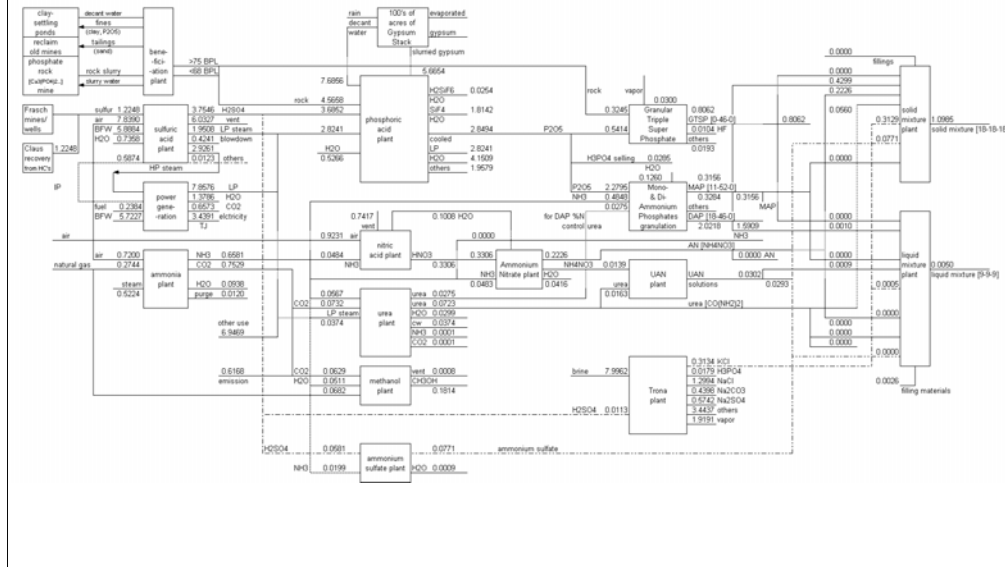 clay-
settling
ponds
reclaim
old mines
phosphate
rock
[Ca3(PO4)2..]
mine
decant water
fines
(clay, P2O5)
tailings
(sand)
rock slurry
slurry water
bene-
fici-
ation
plant
>75 BPL
<68 BPL
rain
decant
water
100's of
acres of
Gypsum
Stack
evaporated
gypsum
slurried gypsum
5.6654
7.6856
rock 4.5658
3.6852
2.8241
H2O
0.5266
phosphoric
acid
plant
H2SiF6 0.0254
H2O
SiF4 1.8142
H2O
2.8494
cooled
LP 2.8241
H2O 4.1509
others 1.9579
P2O5
Frasch
mines/
wells
Claus
recovery
from HC's
1.2248
sulfur 1.2248
air 7.8390
BFW 5.8884
H2O 0.7358
0.5874
sulfuric
acid
plant
3.7546 H2SO4
6.0327 vent
1.9508 LP steam
0.4241 blowdown
2.9261
0.0123 others
HP steam
IP
fuel 0.2384
BFW 5.7227
power
gene-
ration
7.8576 LP
1.3786 H2O
0.6573 CO2
3.4391 elctricity
TJ
air
natural gas
air 0.7200
0.2744
steam
0.5224
ammonia
plant
NH3 0.6581
CO2 0.7529
H2O 0.0938
purge 0.0120
0.7417
vent
0.9231 air
0.0484
NH3
nitric
acid plant
HNO3 0.3306
0.3306
0.1008 H2O
0.0000
NH3
0.0483
Ammonium
Nitrate plant
0.2226
NH4NO3
H2O
0.0416
0.0567
CO2 0.0732
LP steam
0.0374
urea
plant
urea 0.0275
urea 0.0723
H2O 0.0299
cw 0.0374
NH3 0.0001
CO2 0.0001
other use
6.9469
0.6168
emission
CO2 0.0629
H2O 0.0511
0.0682
methanol
plant
vent 0.0008
CH3OH
0.1814
H2SO4 0.0581
NH3 0.0199
ammonium
sulfate plant
0.0771 ammonium sulfate
H2O 0.0009
rock vapor
0.0300
0.3245
0.5414
Granular
Tripple
Super
Phosphate
0.8062
GTSP [0-46-0]
0.0104 HF
others
0.0193
0.8062
H3PO4 selling 0.0285
H2O
0.1260
P2O5 2.2795
NH3 0.4848
0.0275
for DAP %N
control urea
Mono-
& Di-
Ammonium
Phosphates
granulation
0.3156
MAP [11-52-0]
0.3284 0.3156
others MAP
DAP [18-46-0]
2.0218 1.5909
NH3
AN [NH4NO3]
0.0000 AN
0.0139
urea
0.0163
UAN
plant
UAN 0.0302
solutions 0.0293
urea [CO(NH2)2]
brine 7.9962
H2SO4 0.0113
Trona
plant
0.3134 KCl
0.0179 H3PO4
1.2994 NaCl
0.4398 Na2CO3
0.5742 Na2SO4
3.4437 others
1.9191 vapor
0.0000
fillings
0.0000
0.4299
0.2226
0.0560
0.3129
0.0771
0.0000
solid
mixture
plant
1.0985
solid mixture [18-18-18]
0.0000
0.0010
0.0000
0.0009
0.0005
0.0000
0.0000
0.0000
0.0000
liquid
mixture
plant
0.0050
liquid mixture [9-9-9]
0.0026
filling materials